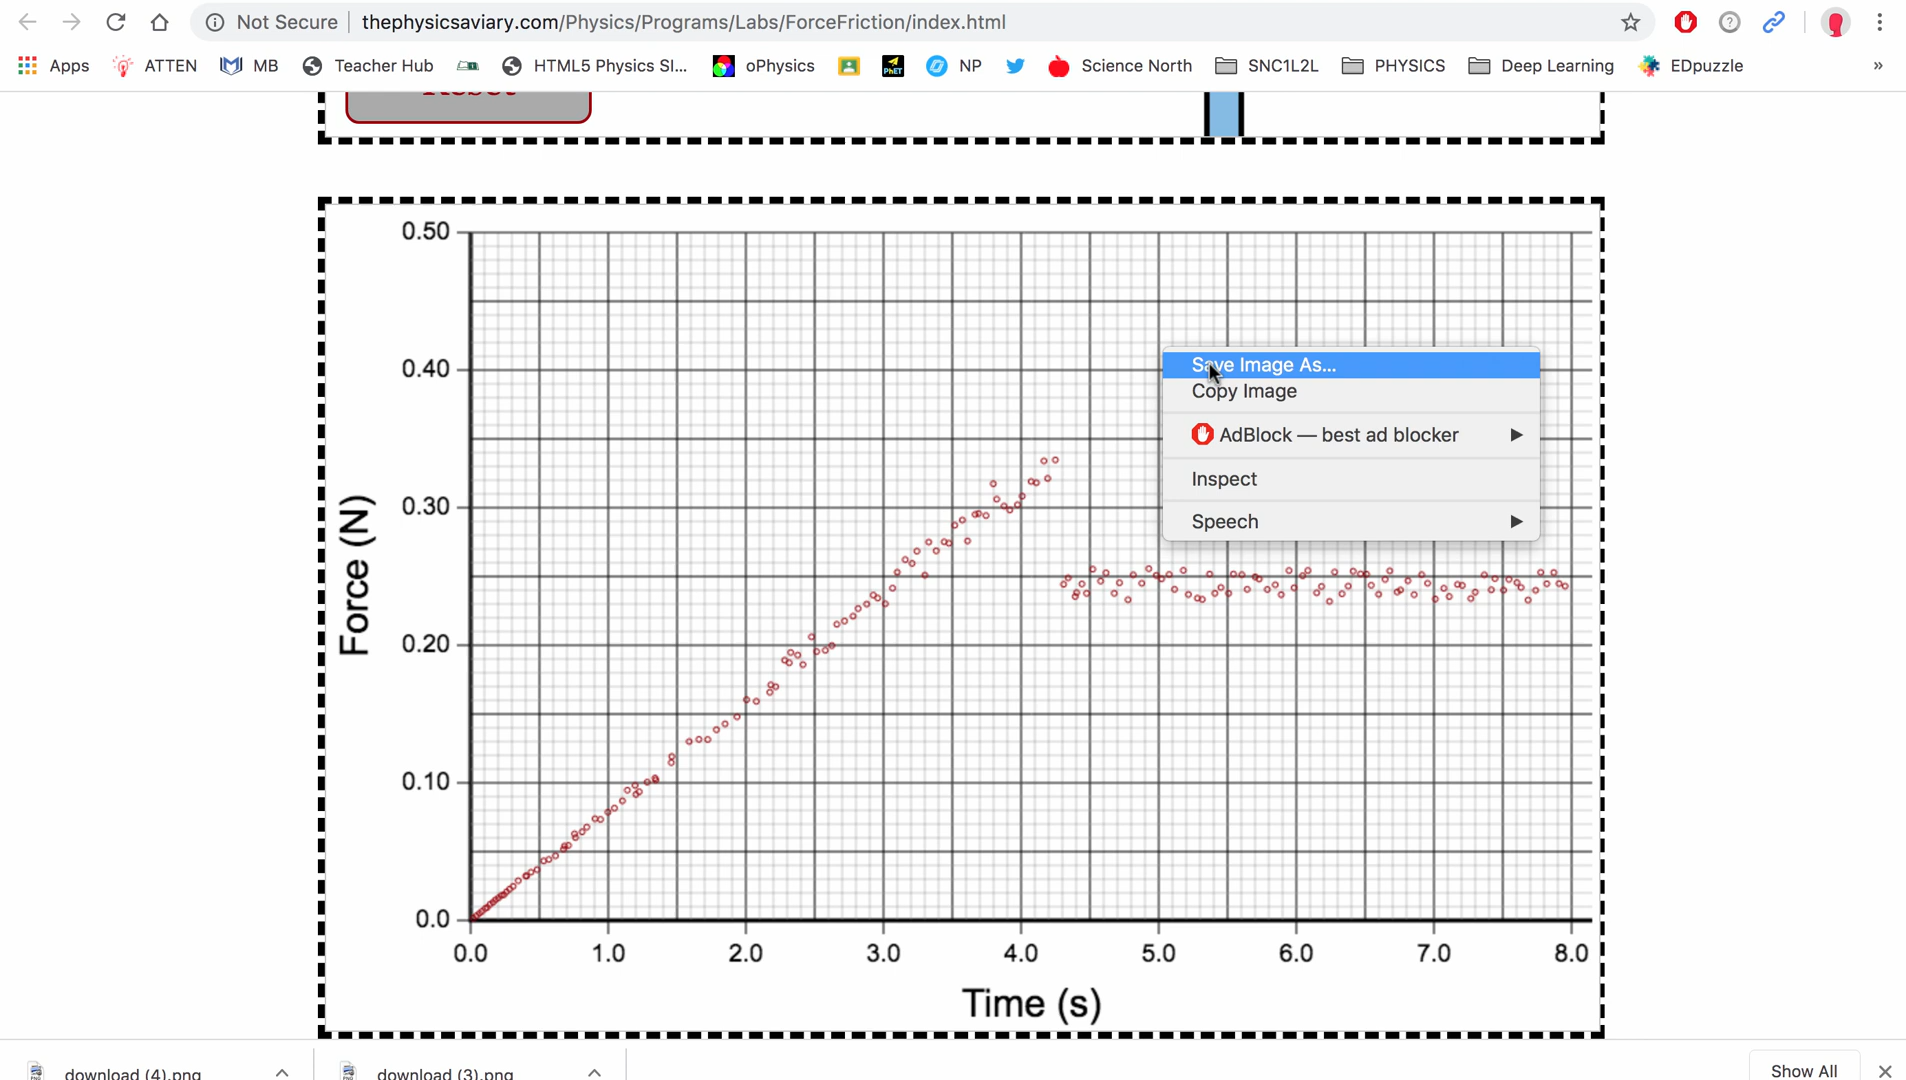 Not Secure thephysicsaviary.com/Physics/Programs/Labs/ForceFriction/index.html
Apps ATTEN MB Teacher Hub HTML5 Physics SI... oPhysics PhET NP Science North SNC1L2L PHYSICS Deep Learning EDpuzzle »
Reset
0.50
0.40
0.30
0.20
0.10
0.0
Force (N)
Save Image As...
Copy Image
AdBlock — best ad blocker
Inspect
Speech
0.0 1.0 2.0 3.0 4.0 5.0 6.0 7.0 8.0
Time (s)
download (4).png download (3).png Show All